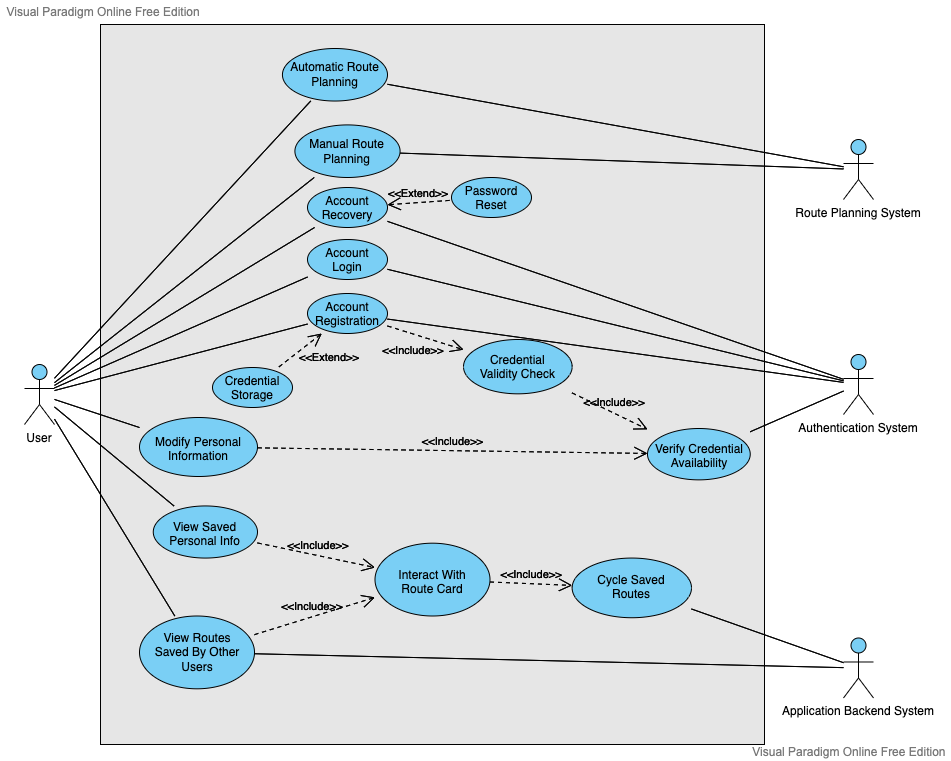 Visual Paradigm Online Free Edition
Automatic Route
Planning
Manual Route
Planning
Route Planning System
Account
Recovery
<<Extend>>
Password
Reset
Account
Login
Account
Registration
<<Extend>>
<<Include>>
Credential
Validity Check
Credential
Storage
<<Include>>
User
Authentication System
Modify Personal
Information
<<Include>>
Verify Credential
Availability
View Saved
Personal Info
<<Include>>
Interact With
Route Card
<<Include>>
Cycle Saved
Routes
<<Include>>
View Routes
Saved By Other
Users
Application Backend System
Visual Paradigm Online Free Edition